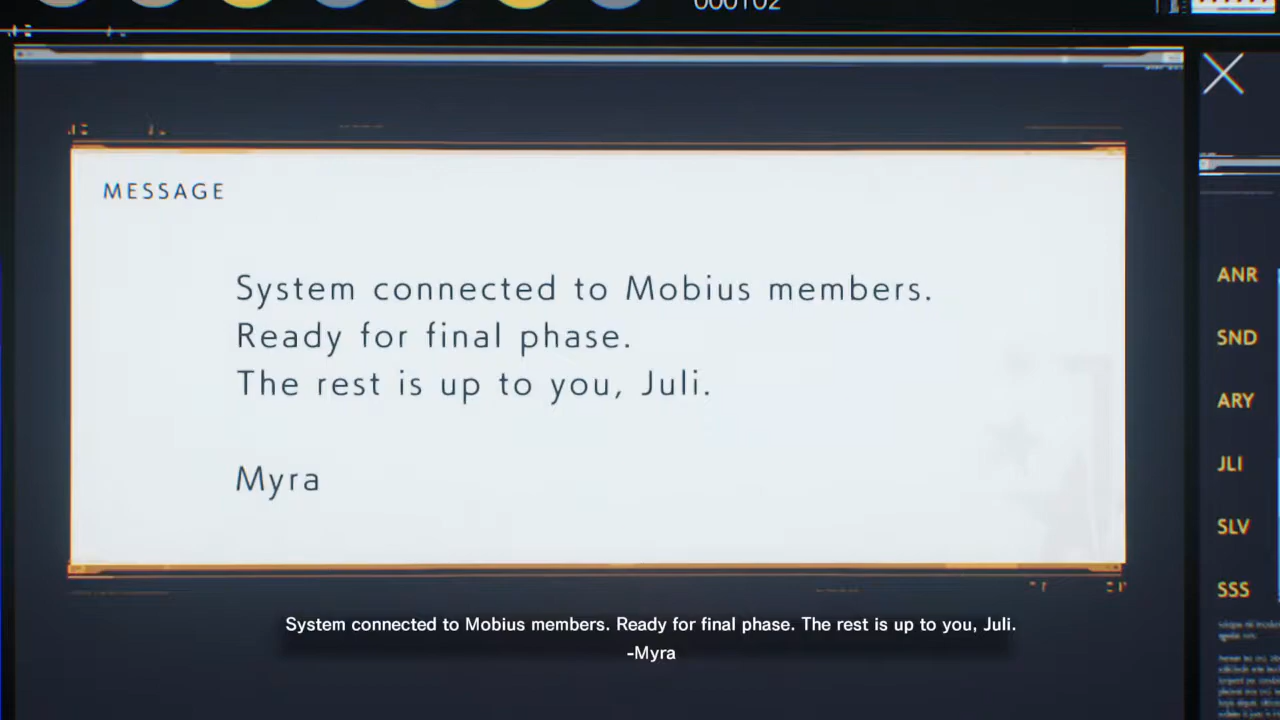 000102
MESSAGE
System connected to Mobius members.
Ready for final phase.
The rest is up to you, Juli.
Myra
ANR
SND
ARY
JLI
SLV
SSS
System connected to Mobius members. Ready for final phase. The rest is up to you, Juli.
-Myra